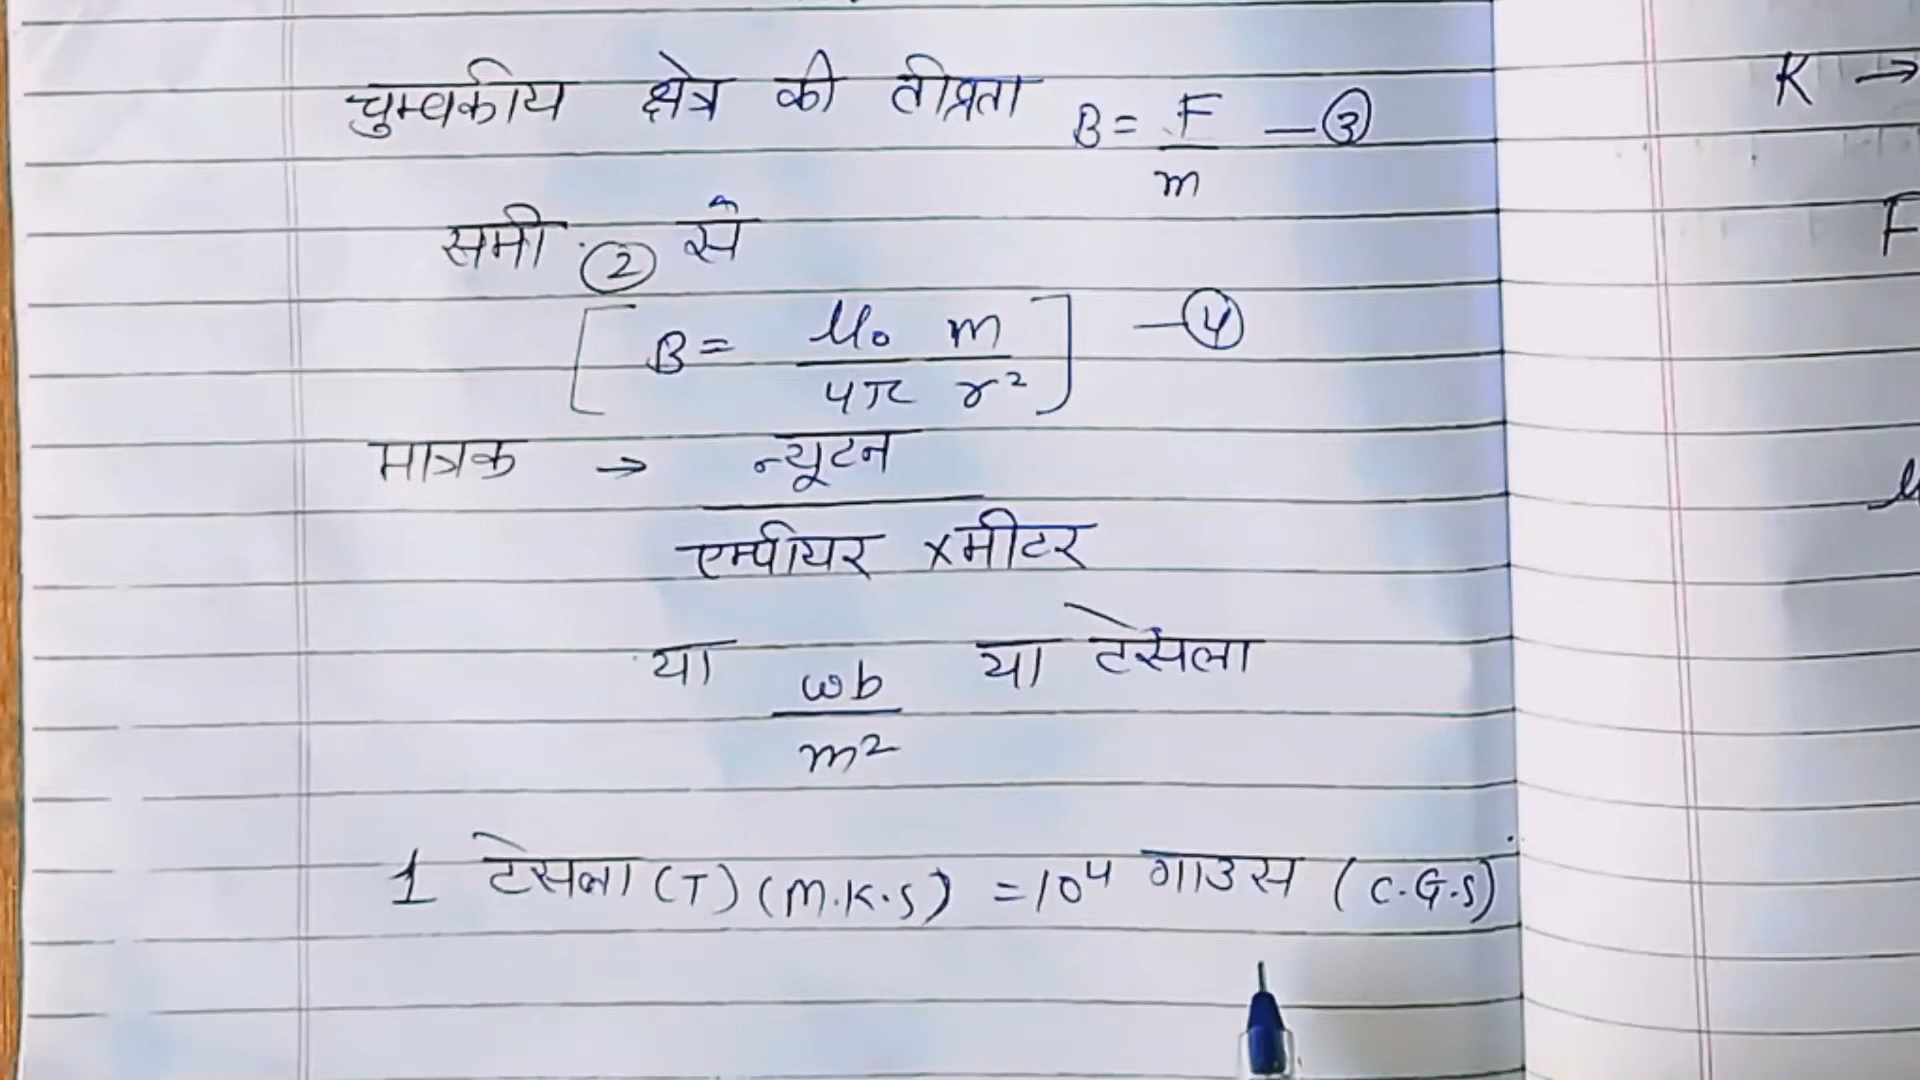 चुम्वकीय क्षेत्र की तीव्रता B = F/m —③
समी ② से
[B = μ₀ m / 4π r²] —④
मात्रक → न्यूटन
एम्पीयर × मीटर
या wb/m² या टेसला
1 टेसला (T) (M.K.S) = 10⁴ गाउस (C.G.S)
K →
F